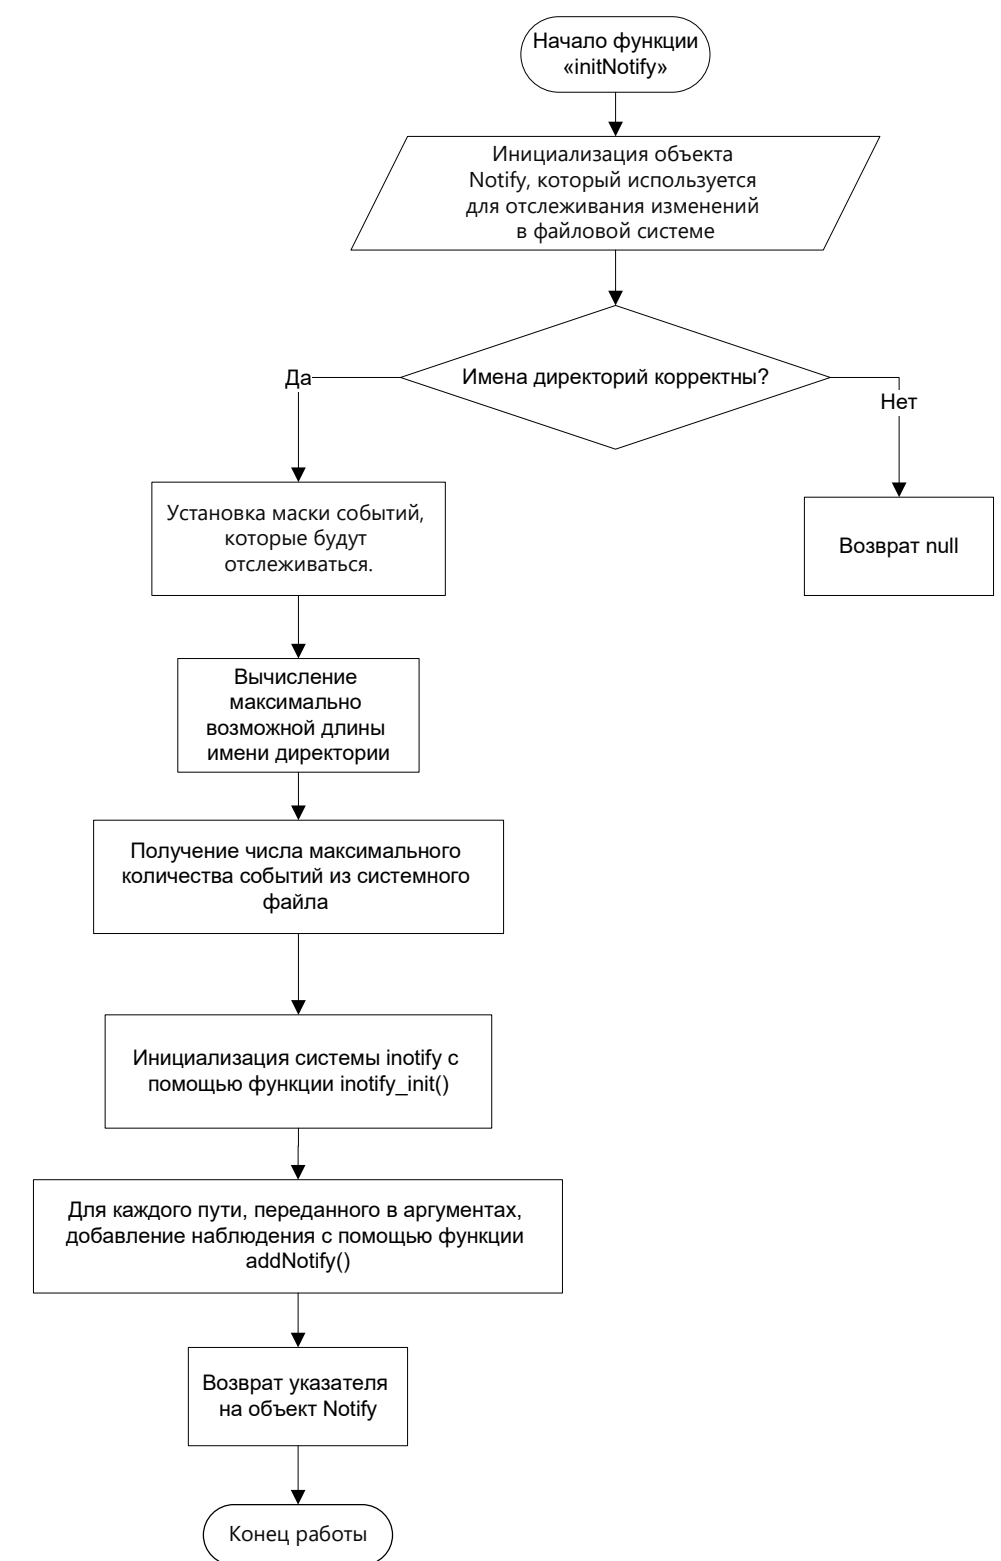 Начало функции
«initNotify»
Инициализация объекта
Notify, который используется
для отслеживания изменений
в файловой системе
Имена директорий корректны?
Да
Нет
Установка маски событий,
которые будут
отслеживаться.
Возврат null
Вычисление
максимально
возможной длины
имени директории
Получение числа максимального
количества событий из системного
файла
Инициализация системы inotify с
помощью функции inotify_init()
Для каждого пути, переданного в аргументах,
добавление наблюдения с помощью функции
addNotify()
Возврат указателя
на объект Notify
Конец работы